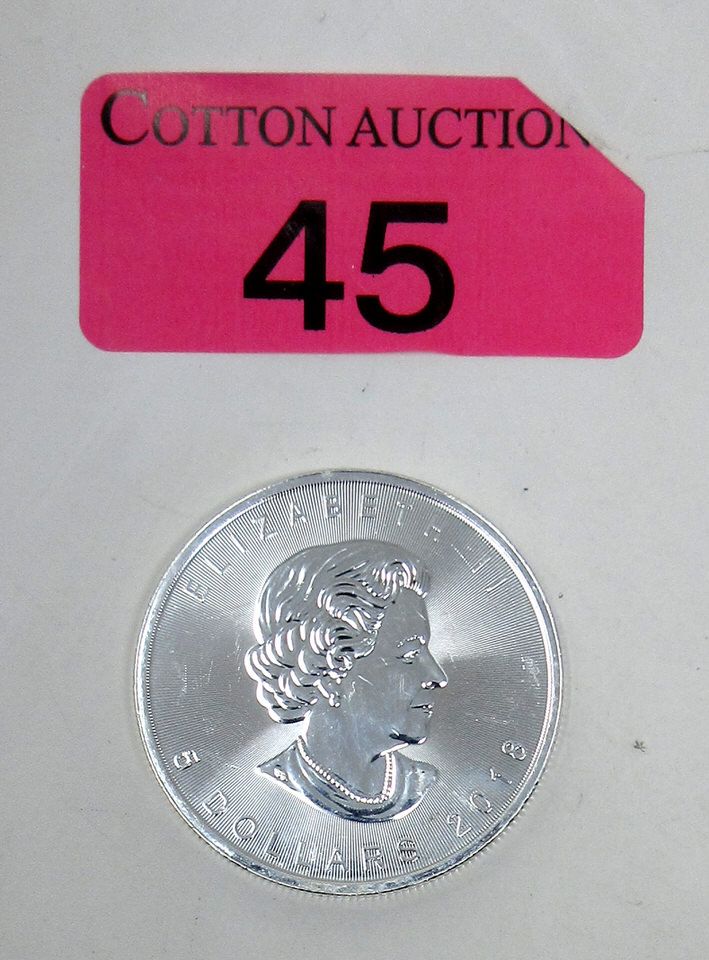 COTTON AUCTION
45
ELIZABETH II
5 DOLLARS 2018